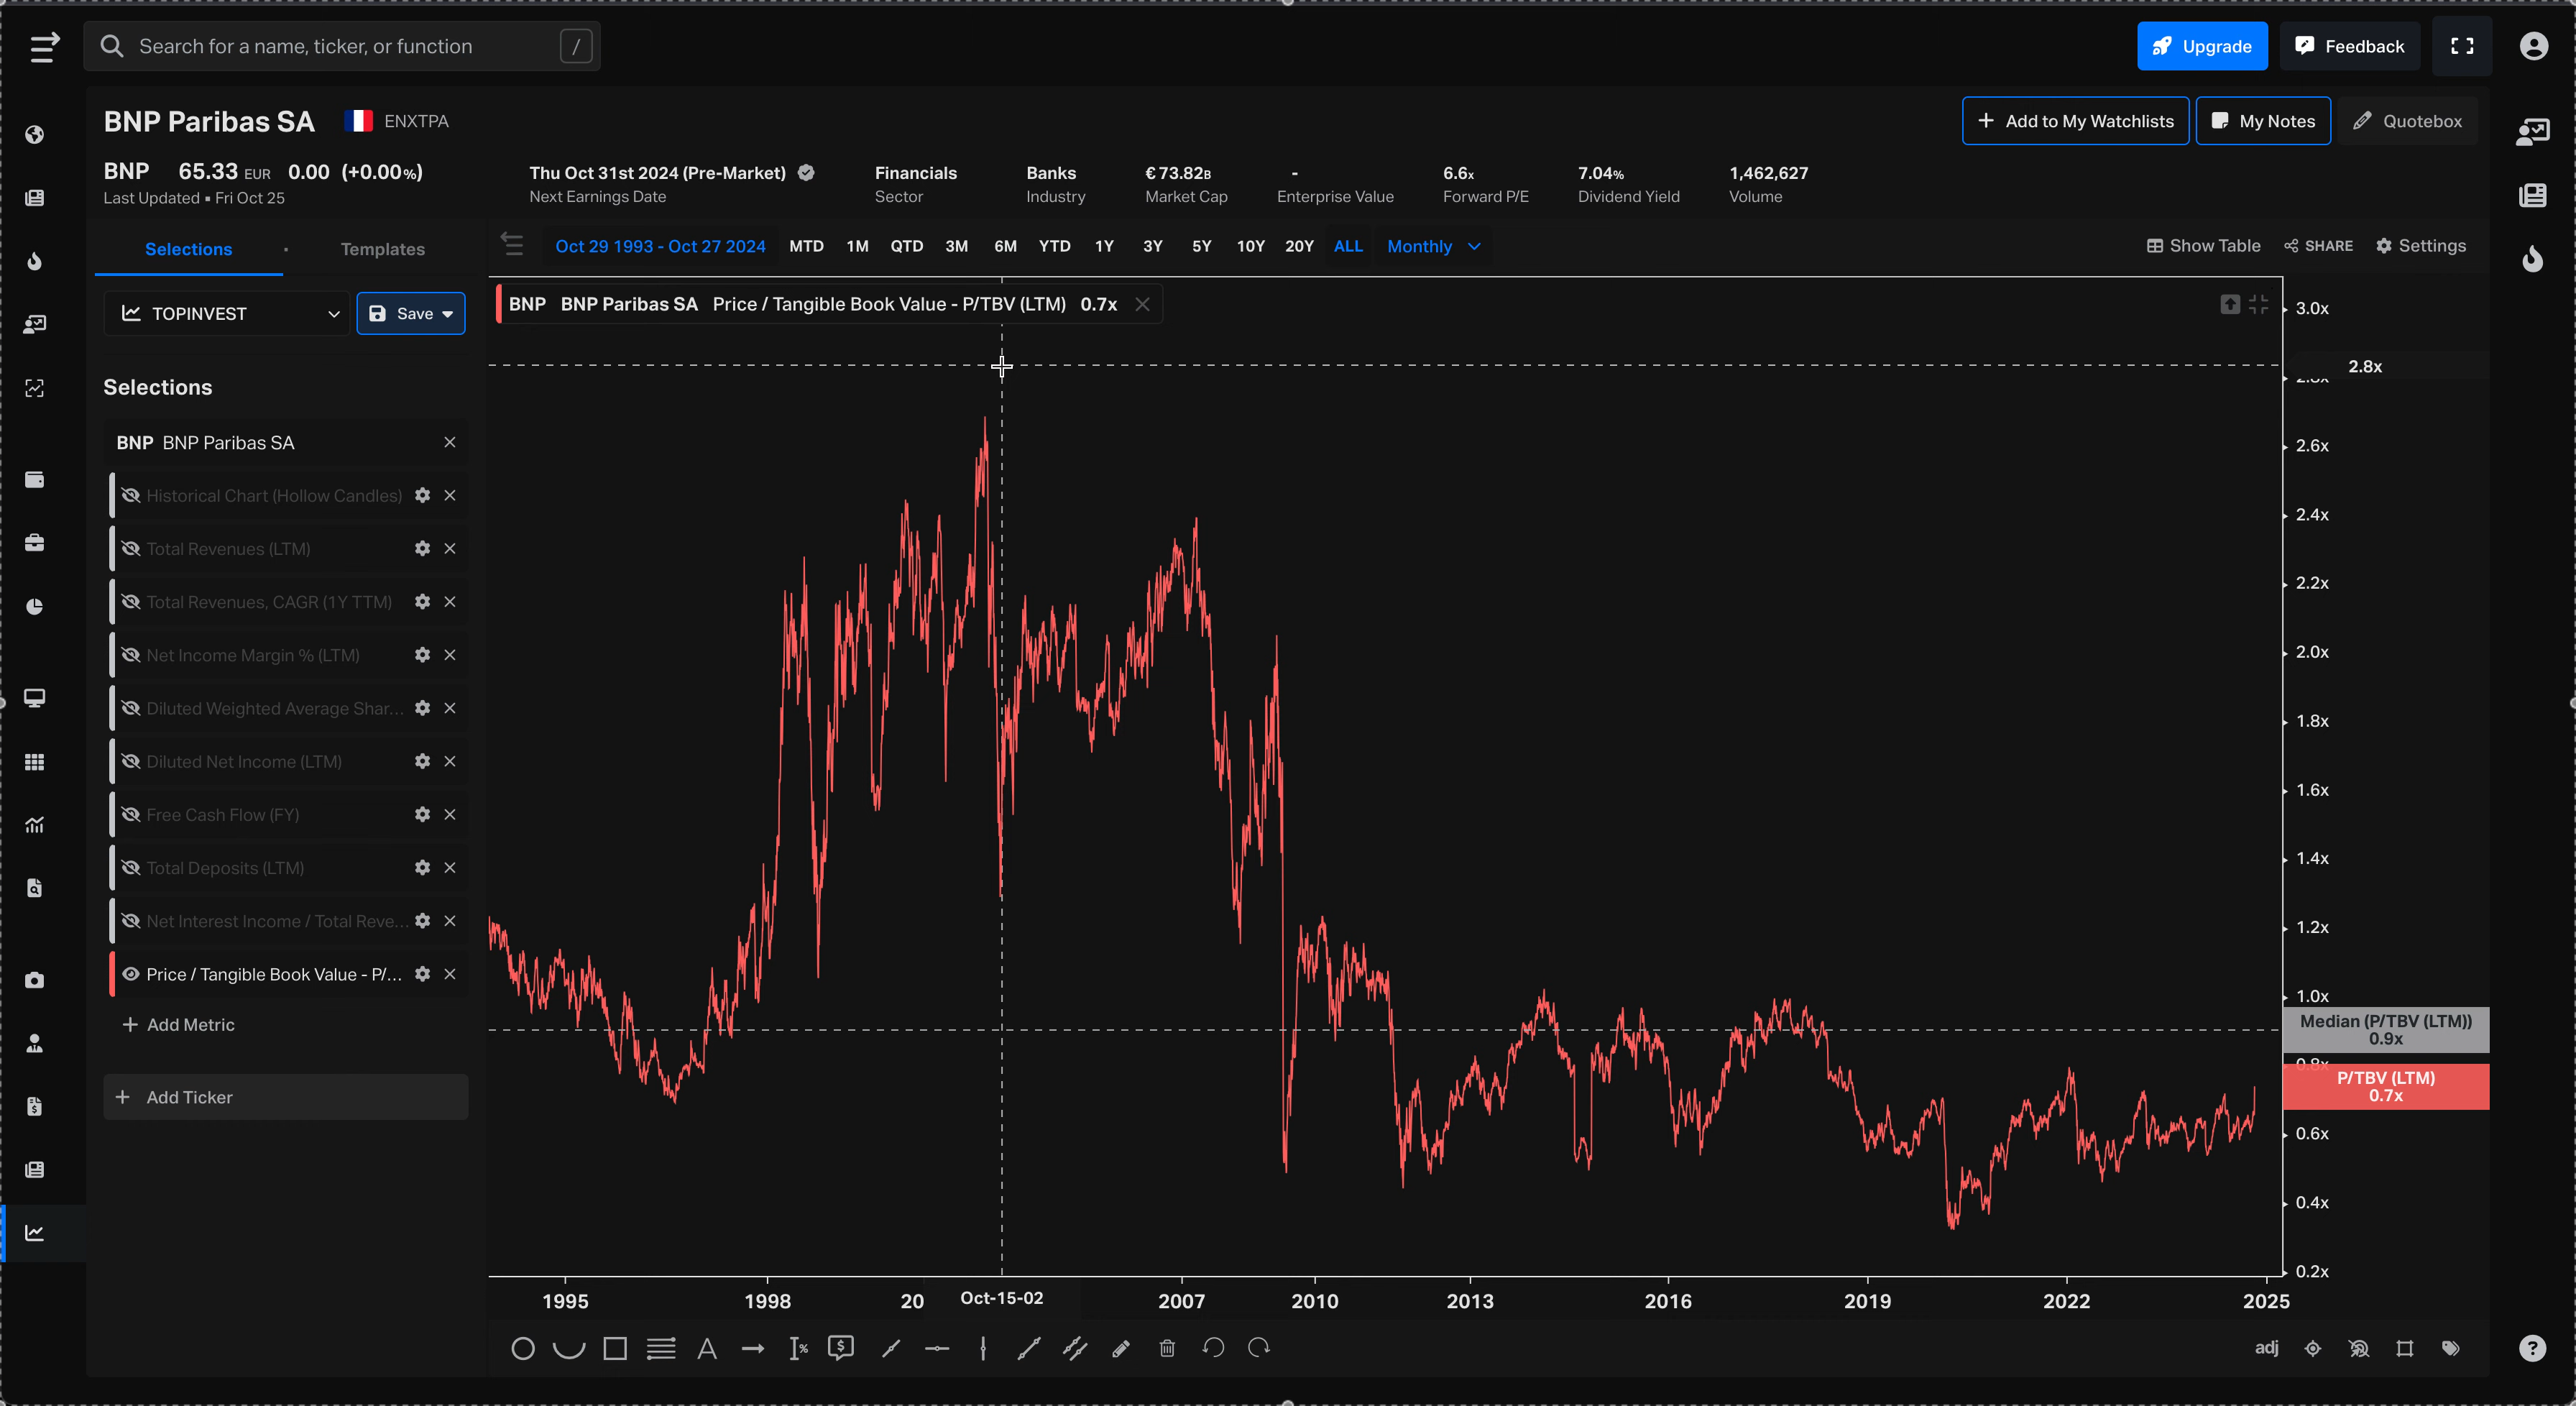 Search for a name, ticker, or function /
Upgrade Feedback
BNP Paribas SA ENXTPA
+ Add to My Watchlists My Notes Quotebox
BNP 65.33 EUR 0.00 (+0.00%)
Last Updated ▪ Fri Oct 25
Thu Oct 31st 2024 (Pre-Market)
Next Earnings Date
Financials
Sector
Banks
Industry
€73.82B
Market Cap
-
Enterprise Value
6.6x
Forward P/E
7.04%
Dividend Yield
1,462,627
Volume
Selections · Templates
Oct 29 1993 - Oct 27 2024 MTD 1M QTD 3M 6M YTD 1Y 3Y 5Y 10Y 20Y ALL Monthly
Show Table SHARE Settings
TOPINVEST Save
Selections
BNP BNP Paribas SA
Historical Chart (Hollow Candles)
Total Revenues (LTM)
Total Revenues, CAGR (1Y TTM)
Net Income Margin % (LTM)
Diluted Weighted Average Shar...
Diluted Net Income (LTM)
Free Cash Flow (FY)
Total Deposits (LTM)
Net Interest Income / Total Reve...
Price / Tangible Book Value - P/...
+ Add Metric
+ Add Ticker
BNP BNP Paribas SA Price / Tangible Book Value - P/TBV (LTM) 0.7x
3.0x
2.8x
2.6x
2.4x
2.2x
2.0x
1.8x
1.6x
1.4x
1.2x
1.0x
Median (P/TBV (LTM))
0.9x
0.8x
P/TBV (LTM)
0.7x
0.6x
0.4x
0.2x
1995 1998 20 Oct-15-02 2007 2010 2013 2016 2019 2022 2025
A % $ adj ?